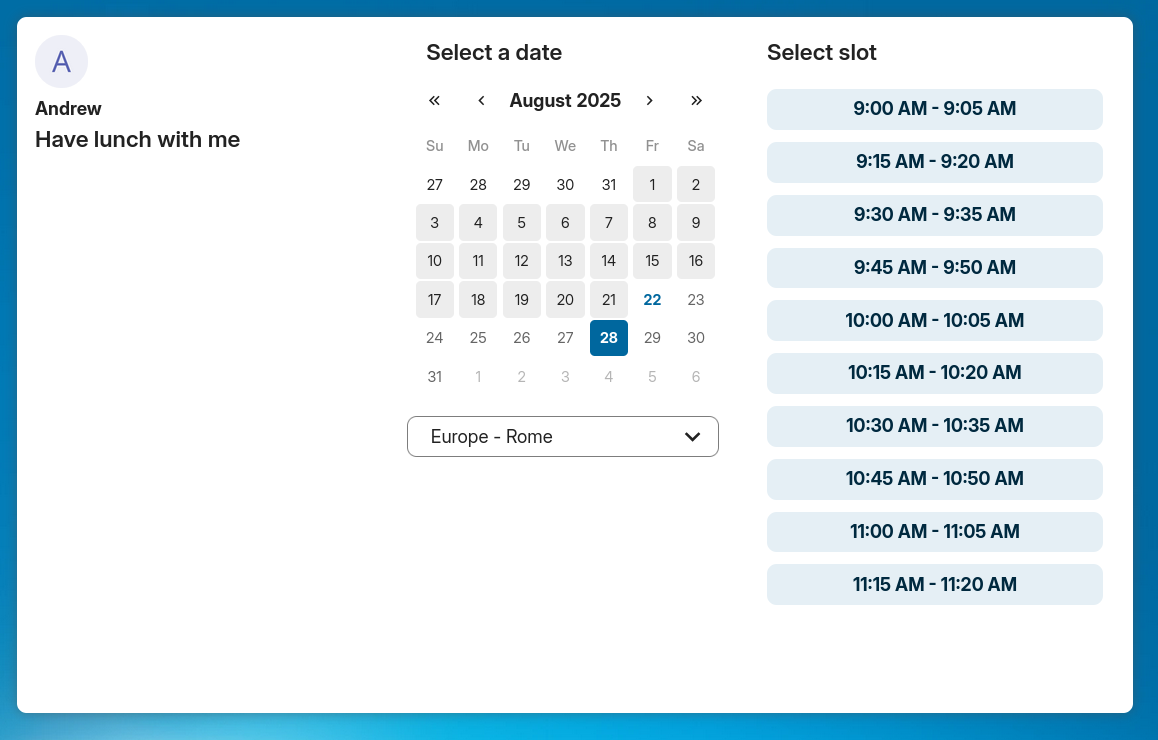 A
Andrew
Have lunch with me
Select a date
« ‹ August 2025 › »
Su Mo Tu We Th Fr Sa
27 28 29 30 31 1 2
3 4 5 6 7 8 9
10 11 12 13 14 15 16
17 18 19 20 21 22 23
24 25 26 27 28 29 30
31 1 2 3 4 5 6
Europe - Rome
Select slot
9:00 AM - 9:05 AM
9:15 AM - 9:20 AM
9:30 AM - 9:35 AM
9:45 AM - 9:50 AM
10:00 AM - 10:05 AM
10:15 AM - 10:20 AM
10:30 AM - 10:35 AM
10:45 AM - 10:50 AM
11:00 AM - 11:05 AM
11:15 AM - 11:20 AM